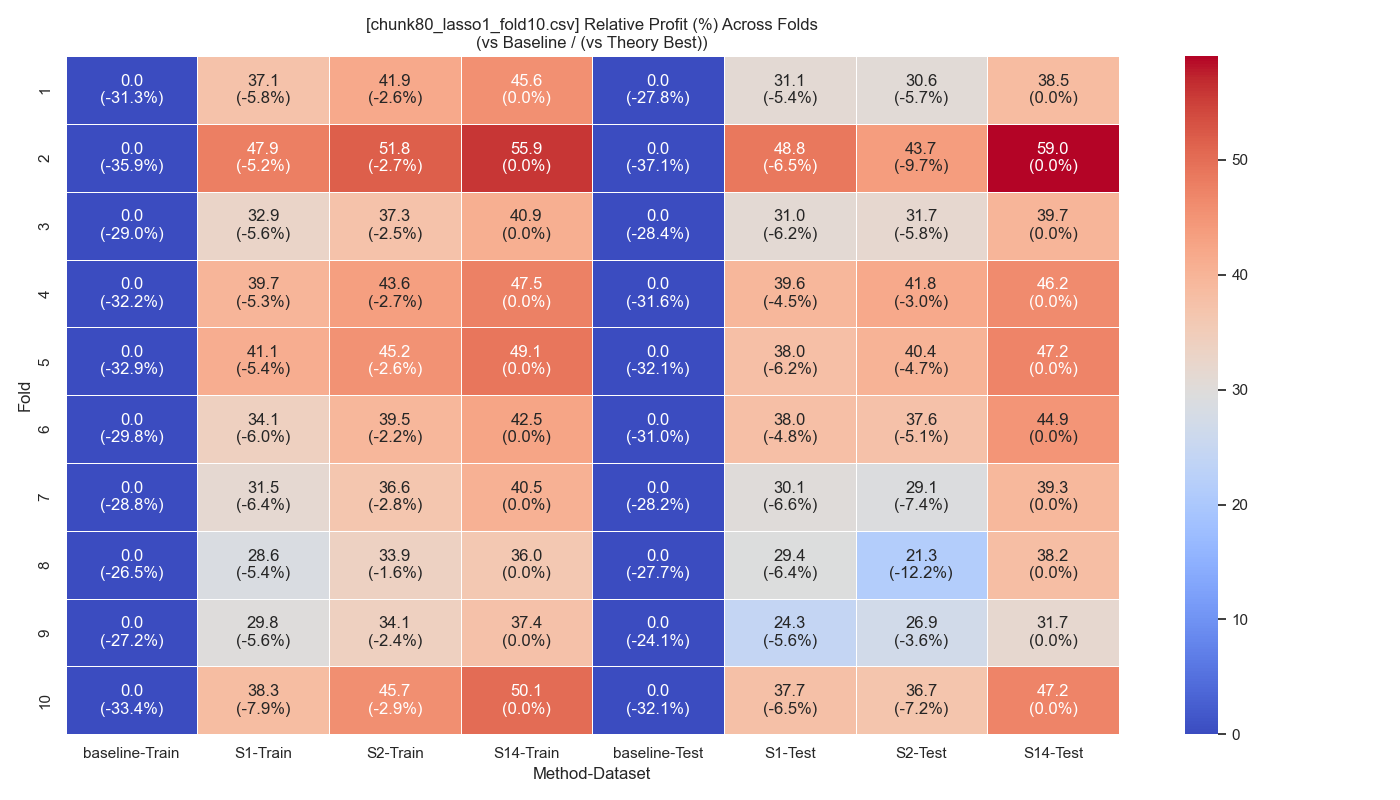 [chunk80_lasso1_fold10.csv] Relative Profit (%) Across Folds
(vs Baseline / (vs Theory Best))
0.0 37.1 41.9 45.6 0.0 31.1 30.6 38.5
(-31.3%) (-5.8%) (-2.6%) (0.0%) (-27.8%) (-5.4%) (-5.7%) (0.0%)
1
0.0 47.9 51.8 55.9 0.0 48.8 43.7 59.0
(-35.9%) (-5.2%) (-2.7%) (0.0%) (-37.1%) (-6.5%) (-9.7%) (0.0%)
2
0.0 32.9 37.3 40.9 0.0 31.0 31.7 39.7
(-29.0%) (-5.6%) (-2.5%) (0.0%) (-28.4%) (-6.2%) (-5.8%) (0.0%)
3
0.0 39.7 43.6 47.5 0.0 39.6 41.8 46.2
(-32.2%) (-5.3%) (-2.7%) (0.0%) (-31.6%) (-4.5%) (-3.0%) (0.0%)
4
0.0 41.1 45.2 49.1 0.0 38.0 40.4 47.2
(-32.9%) (-5.4%) (-2.6%) (0.0%) (-32.1%) (-6.2%) (-4.7%) (0.0%)
5
0.0 34.1 39.5 42.5 0.0 38.0 37.6 44.9
(-29.8%) (-6.0%) (-2.2%) (0.0%) (-31.0%) (-4.8%) (-5.1%) (0.0%)
6
0.0 31.5 36.6 40.5 0.0 30.1 29.1 39.3
(-28.8%) (-6.4%) (-2.8%) (0.0%) (-28.2%) (-6.6%) (-7.4%) (0.0%)
7
0.0 28.6 33.9 36.0 0.0 29.4 21.3 38.2
(-26.5%) (-5.4%) (-1.6%) (0.0%) (-27.7%) (-6.4%) (-12.2%) (0.0%)
8
0.0 29.8 34.1 37.4 0.0 24.3 26.9 31.7
(-27.2%) (-5.6%) (-2.4%) (0.0%) (-24.1%) (-5.6%) (-3.6%) (0.0%)
9
0.0 38.3 45.7 50.1 0.0 37.7 36.7 47.2
(-33.4%) (-7.9%) (-2.9%) (0.0%) (-32.1%) (-6.5%) (-7.2%) (0.0%)
10
Fold
baseline-Train S1-Train S2-Train S14-Train baseline-Test S1-Test S2-Test S14-Test
Method-Dataset
50
40
30
20
10
0